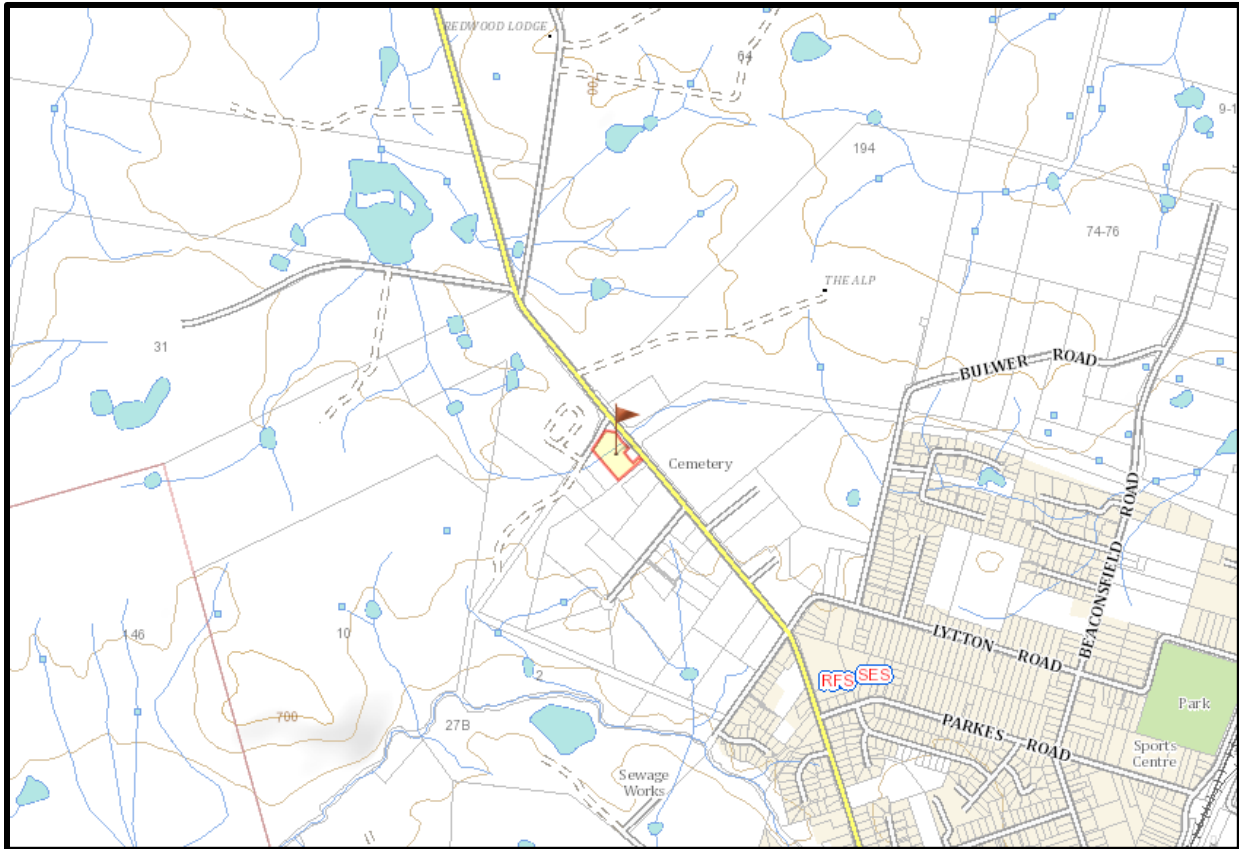 REDWOOD LODGE
64
9-1
194
74-76
THE ALP
31
BULWER ROAD
Cemetery
BEACONSFIELD ROAD
LYTTON ROAD
146
10
RFS SES
2
700
27B
Park
PARKES ROAD
Sports
Centre
Sewage
Works
11